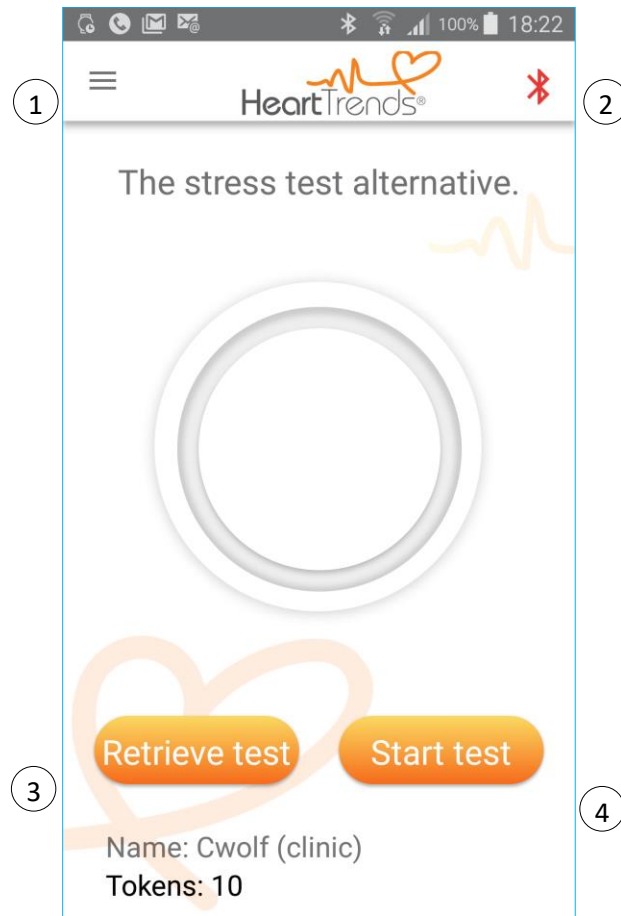 100% 18:22
1
HeartTrends®
2
The stress test alternative.
Retrieve test
Start test
3
4
Name: Cwolf (clinic)
Tokens: 10